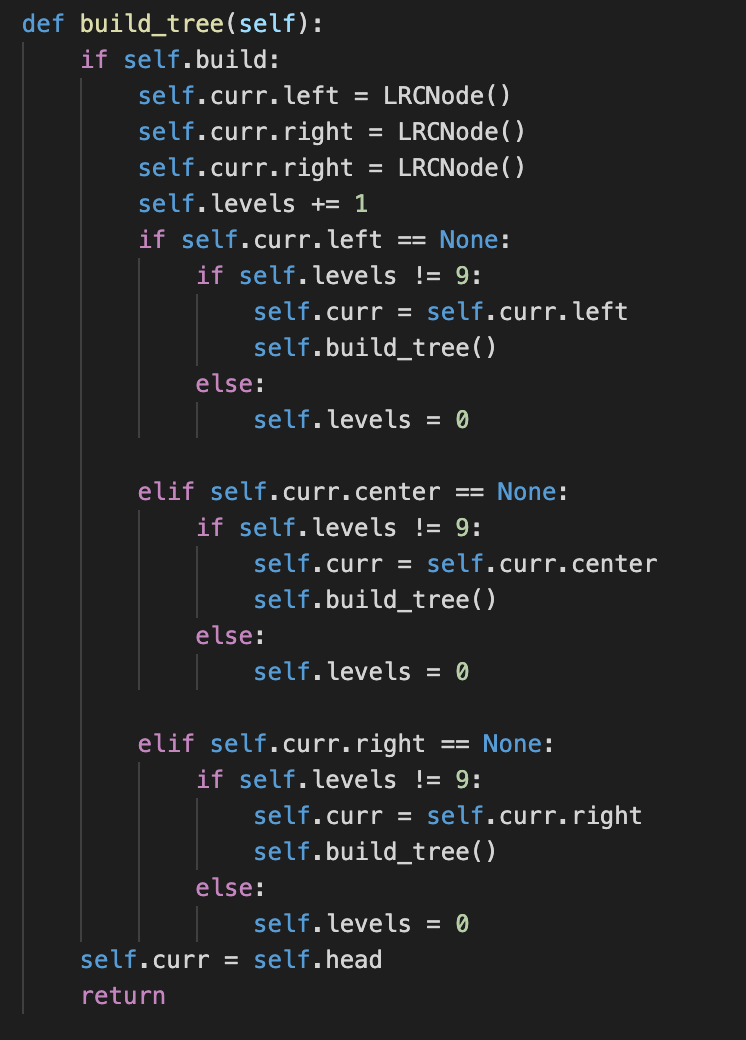 def build_tree(self):
    if self.build:
        self.curr.left = LRCNode()
        self.curr.right = LRCNode()
        self.curr.right = LRCNode()
        self.levels += 1
        if self.curr.left == None:
            if self.levels != 9:
                self.curr = self.curr.left
                self.build_tree()
            else:
                self.levels = 0

        elif self.curr.center == None:
            if self.levels != 9:
                self.curr = self.curr.center
                self.build_tree()
            else:
                self.levels = 0

        elif self.curr.right == None:
            if self.levels != 9:
                self.curr = self.curr.right
                self.build_tree()
            else:
                self.levels = 0
    self.curr = self.head
    return